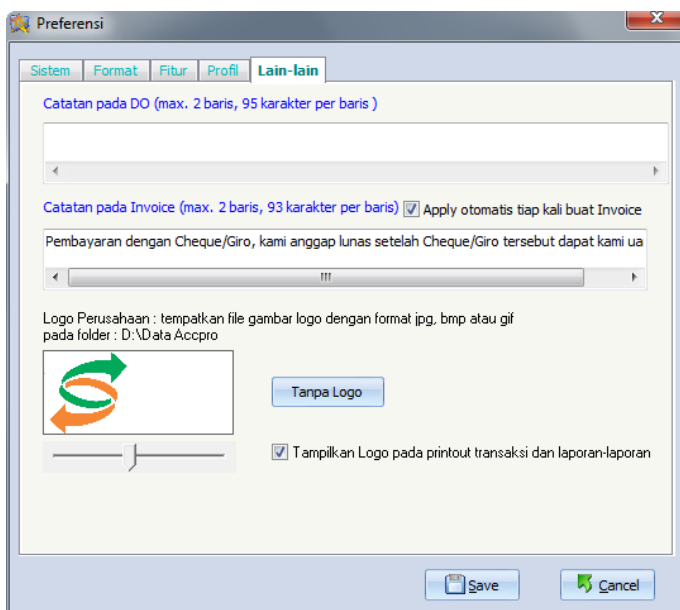 Preferensi
Sistem Format Fitur Profil Lain-lain
Catatan pada DO (max. 2 baris, 95 karakter per baris )
Catatan pada Invoice (max. 2 baris, 93 karakter per baris) Apply otomatis tiap kali buat Invoice
Pembayaran dengan Cheque/Giro, kami anggap lunas setelah Cheque/Giro tersebut dapat kami ua
Logo Perusahaan : tempatkan file gambar logo dengan format jpg, bmp atau gif
pada folder : D:\Data Accpro
Tanpa Logo
Tampilkan Logo pada printout transaksi dan laporan-laporan
Save Cancel